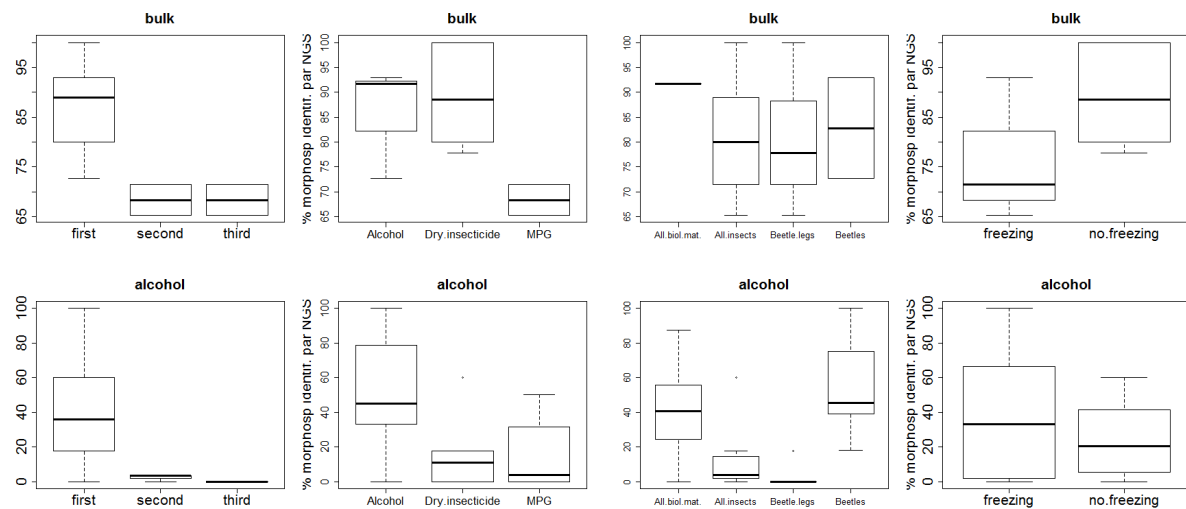 bulk
95
85
75
65
first second third
bulk
% morphosp identif. par NGS
100
95
90
85
80
75
70
65
Alcohol Dry.insecticide MPG
bulk
100
95
90
85
80
75
70
65
All.biol.mat. All.insects Beetle.legs Beetles
bulk
% morphosp identif. par NGS
95
85
75
65
freezing no.freezing
alcohol
100
80
60
40
20
0
first second third
alcohol
% morphosp identif. par NGS
100
80
60
40
20
0
Alcohol Dry.insecticide MPG
alcohol
100
80
60
40
20
0
All.biol.mat. All.insects Beetle.legs Beetles
alcohol
% morphosp identif. par NGS
100
80
60
40
20
0
freezing no.freezing